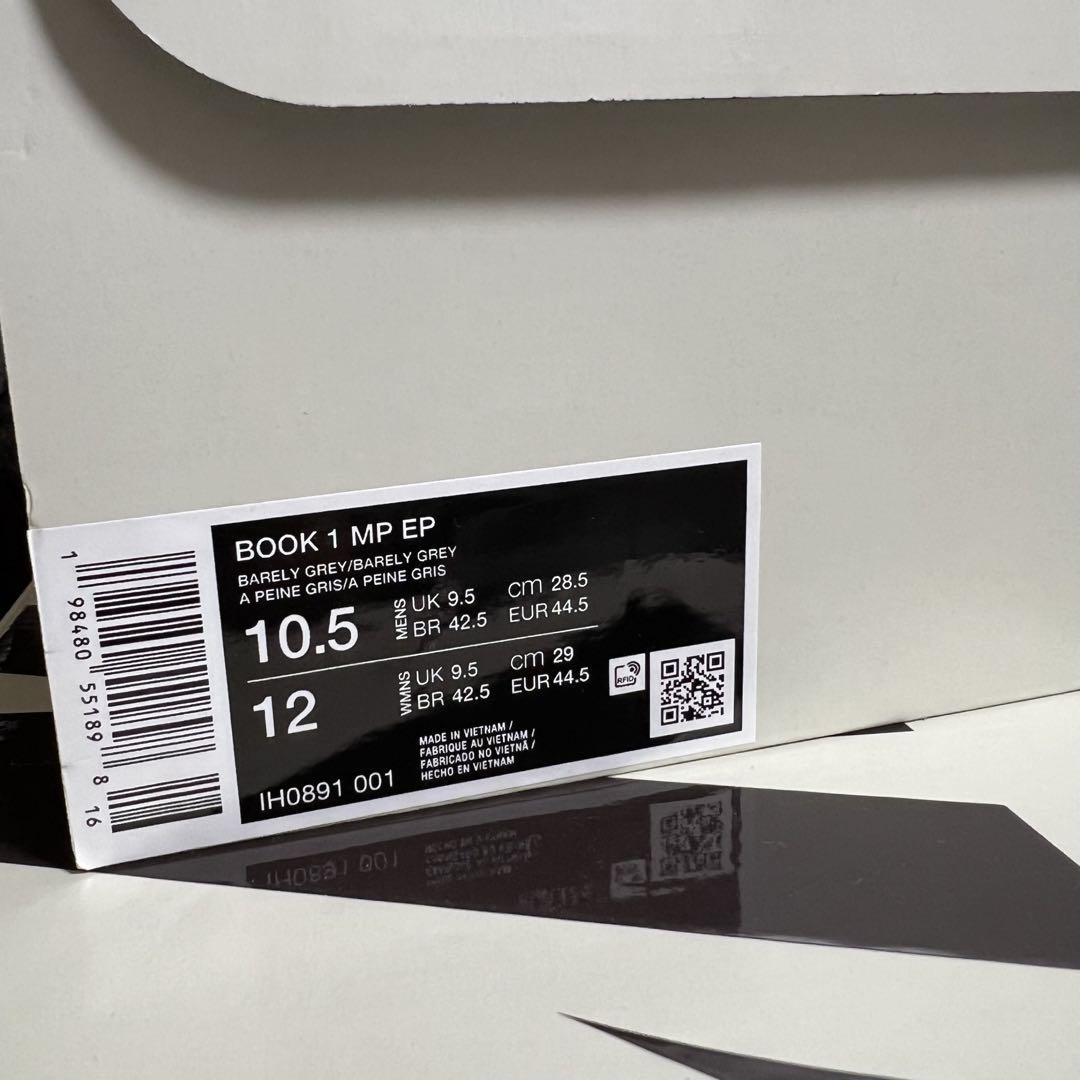 BOOK 1 MP EP
BARELY GREY/BARELY GREY
A PEINE GRIS/A PEINE GRIS
10.5 MENS UK 9.5 cm 28.5
BR 42.5 EUR 44.5
12 WMNS UK 9.5 cm 29
BR 42.5 EUR 44.5
RFID
MADE IN VIETNAM /
FABRIQUE AU VIETNAM /
FABRICADO NO VIETNÃ /
HECHO EN VIETNAM
IH0891 001
1 98480 55189 8 16